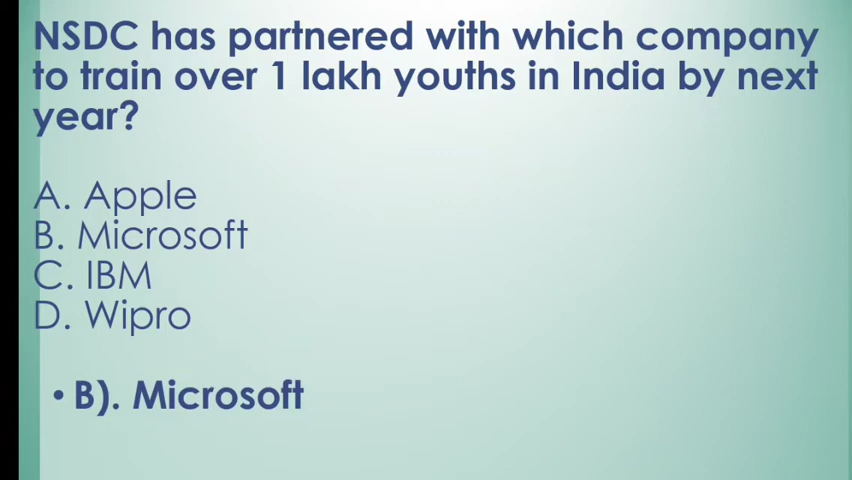 NSDC has partnered with which company
to train over 1 lakh youths in India by next
year?
A. Apple
B. Microsoft
C. IBM
D. Wipro
• B). Microsoft